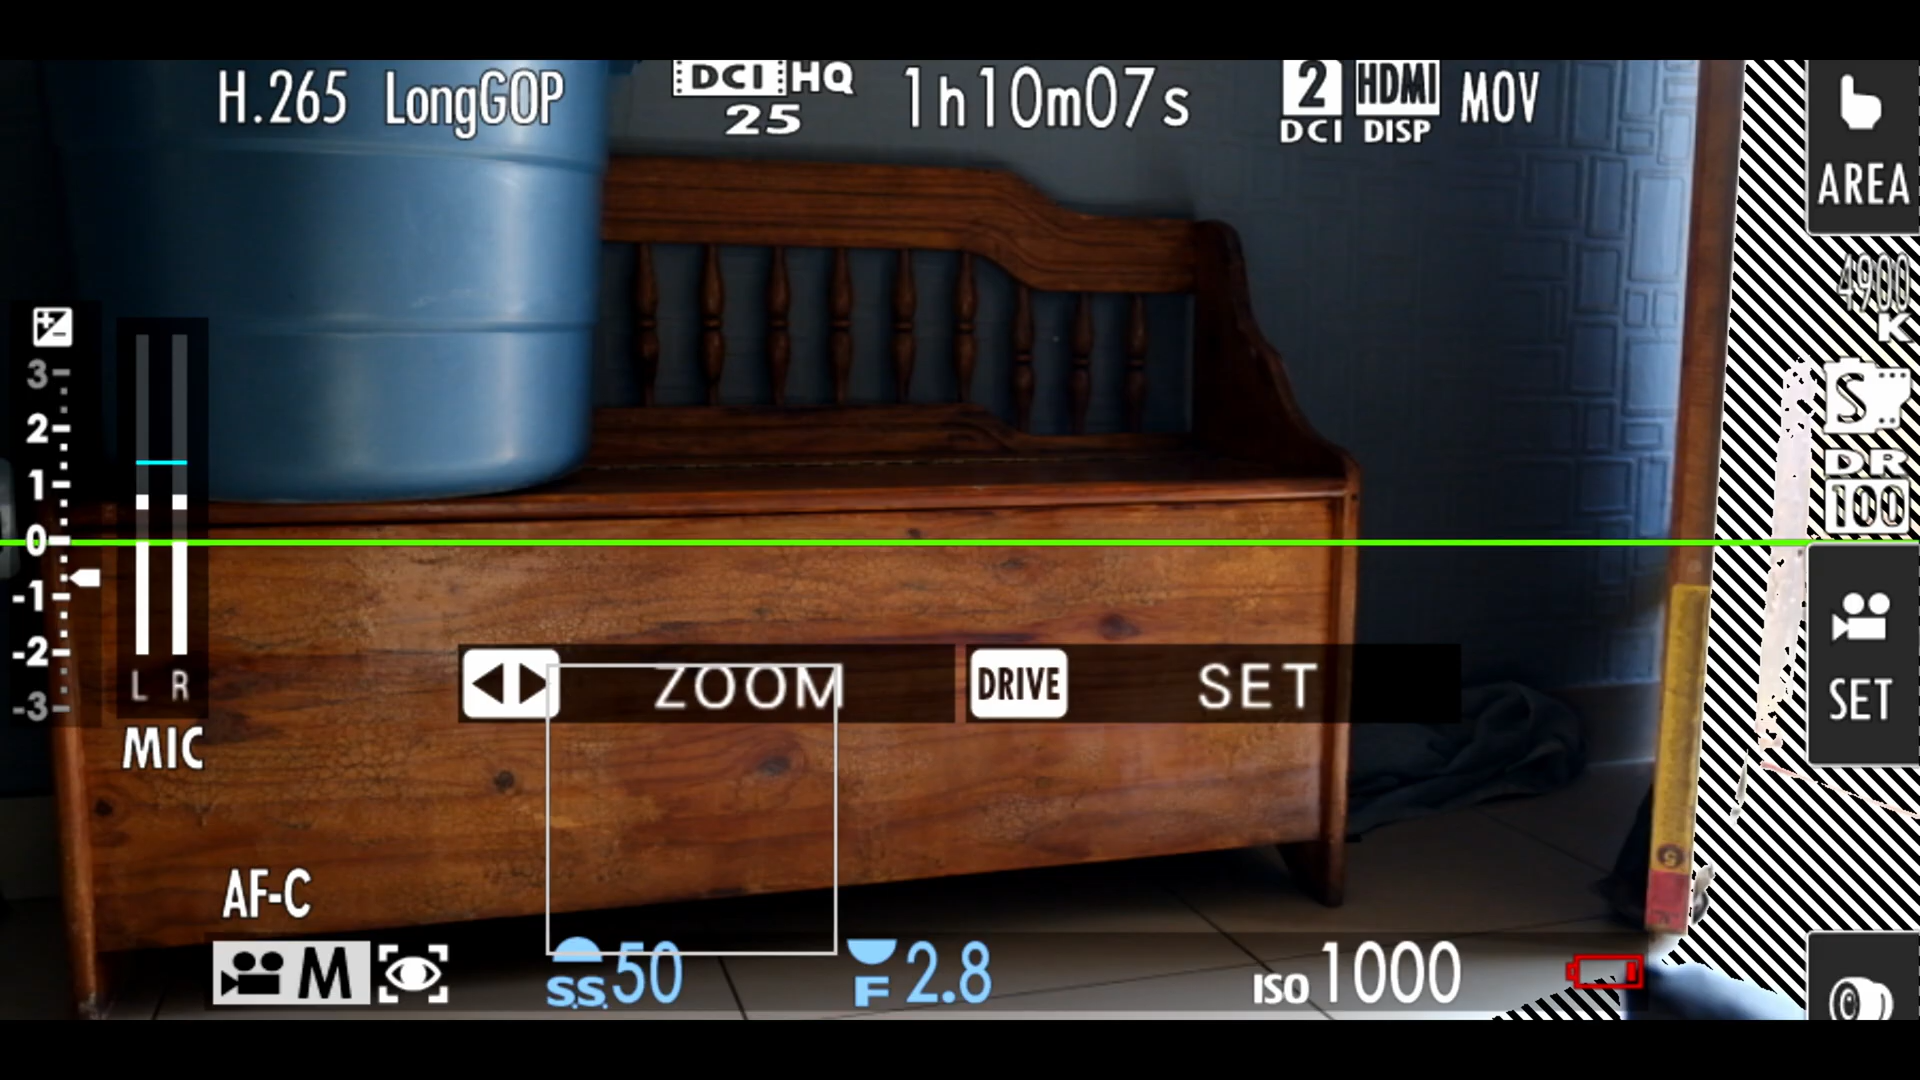 H.265 LongGOP
DCI HQ
25
1h10m07s
2
DCI
HDMI
DISP
MOV
AREA
4900
K
S
DR
100
3
2
1
0
-1
-2
-3
L R
MIC
ZOOM
DRIVE SET
SET
AF-C
M
S.S. 50
F 2.8
ISO 1000